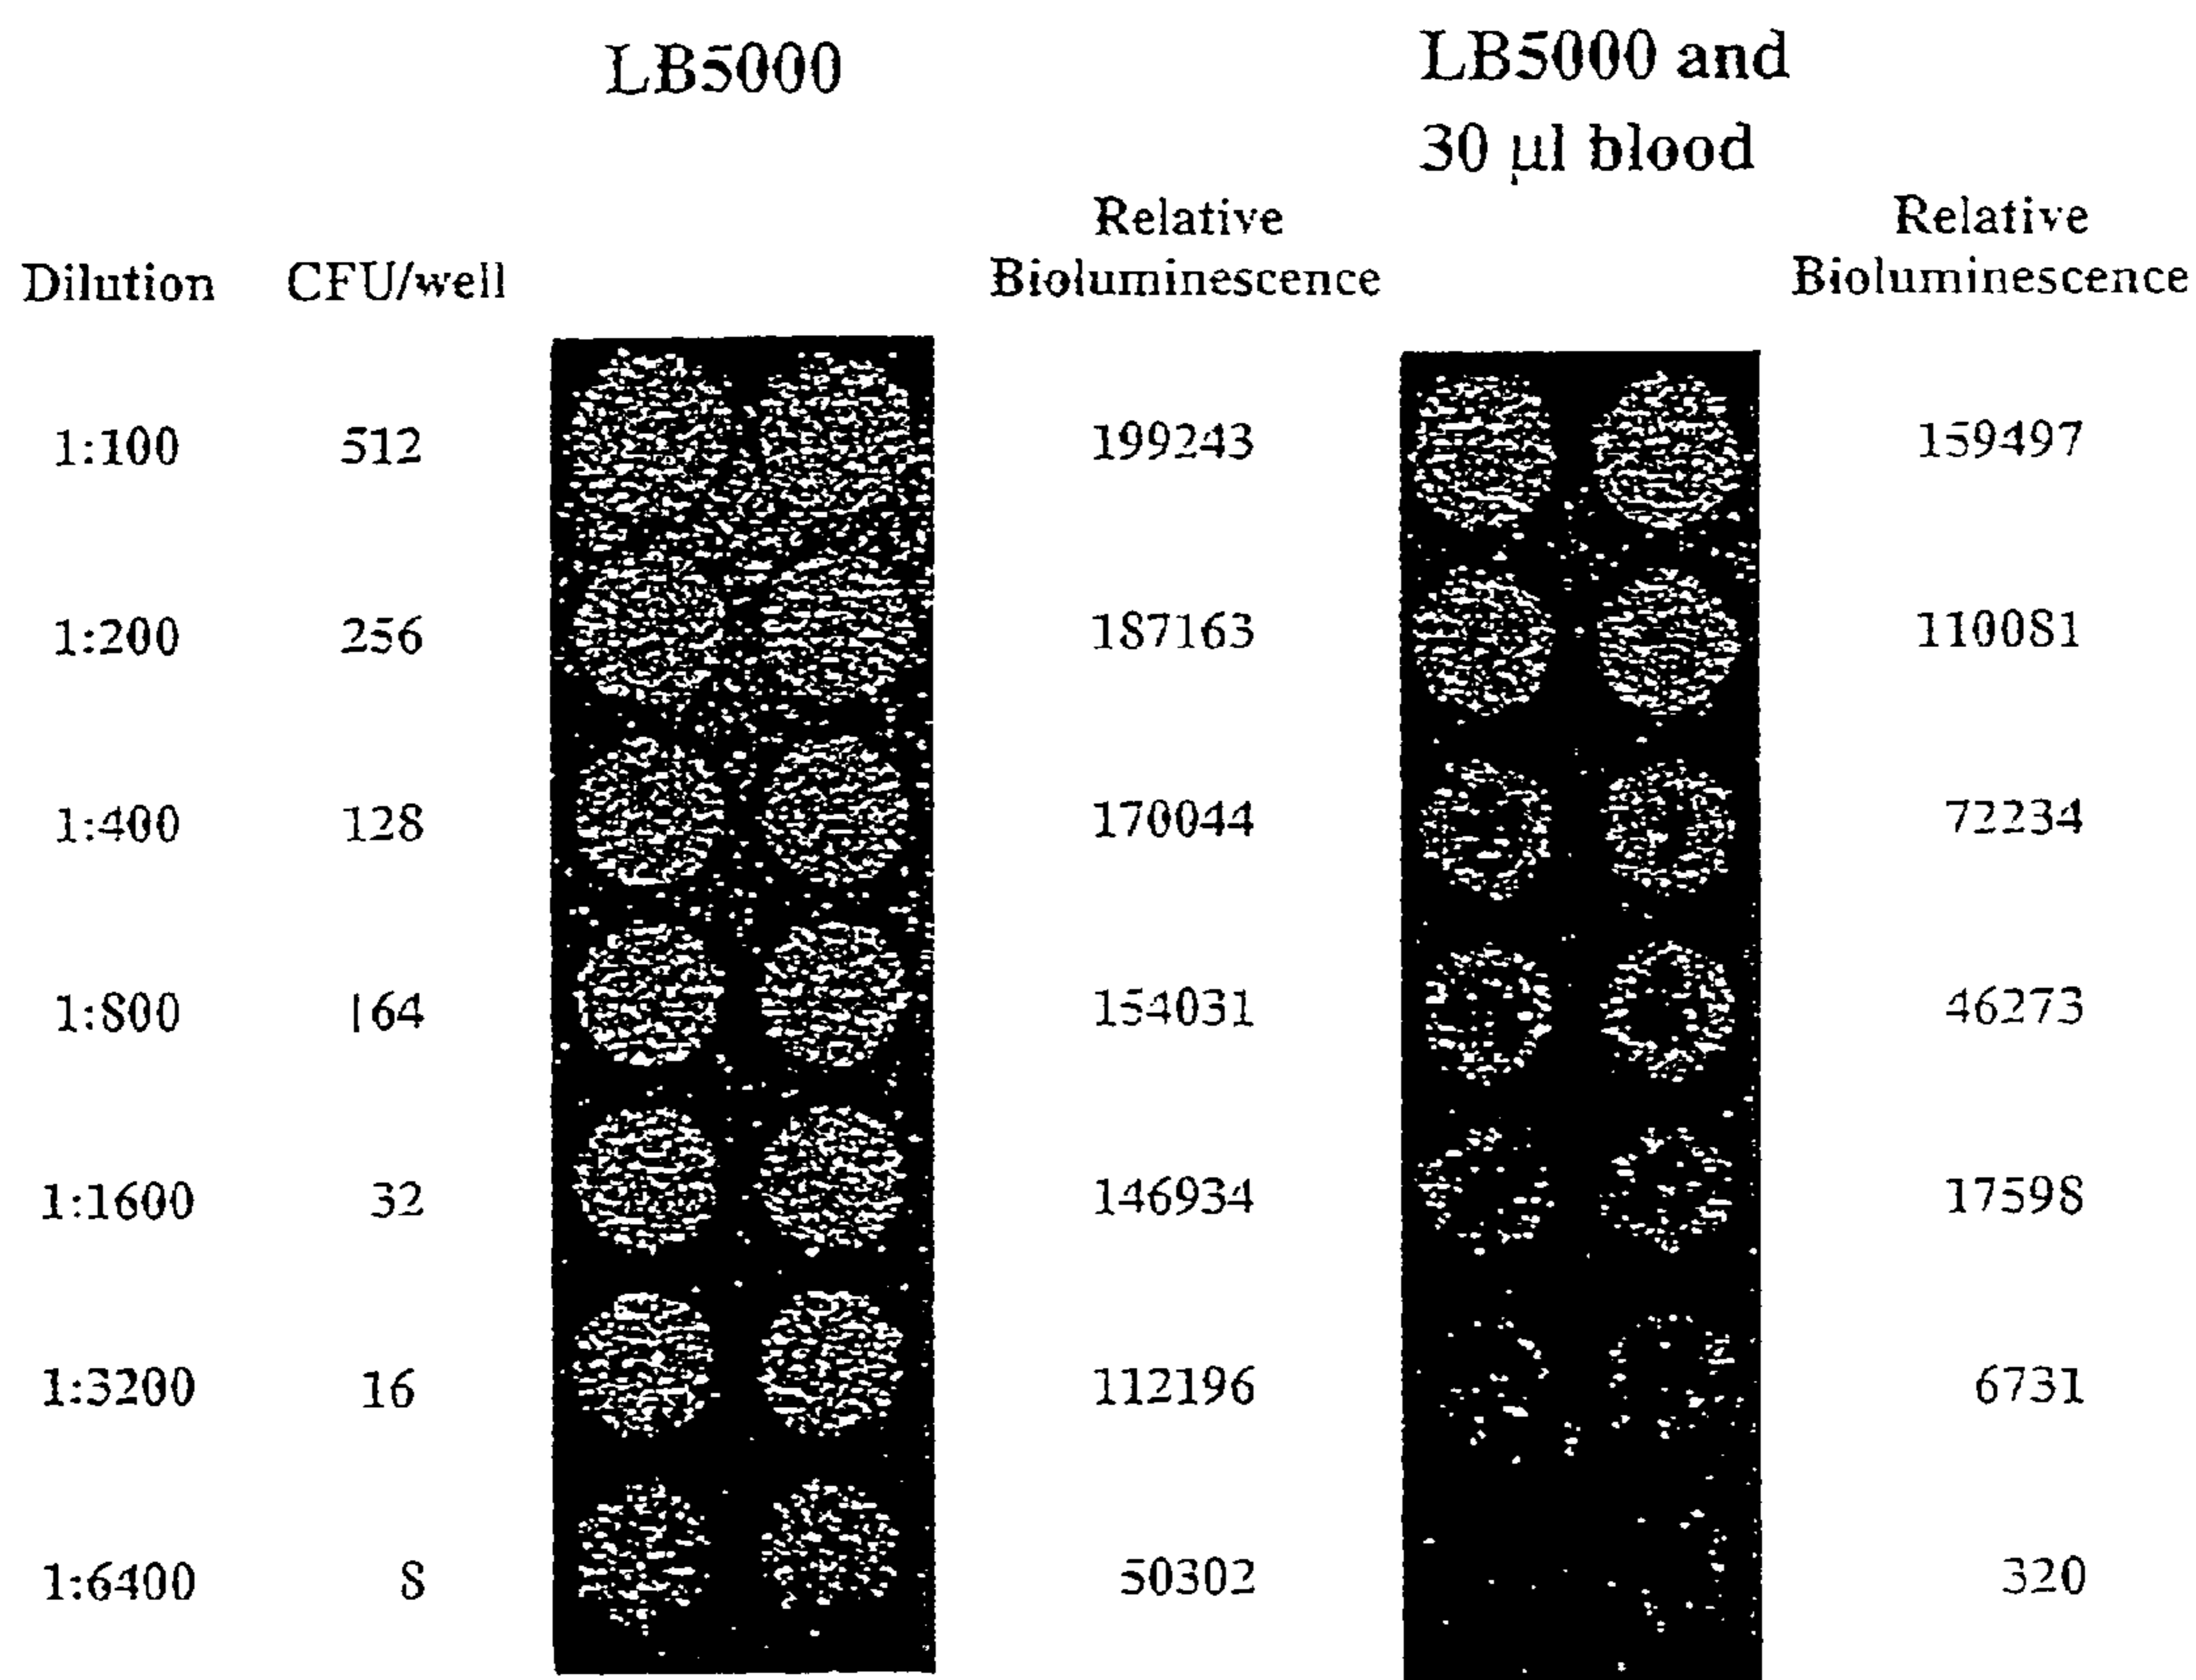 LB5000
LB5000 and
30 µl blood
Dilution CFU/well Relative Bioluminescence Relative Bioluminescence
1:100 512 199243 159497
1:200 256 187163 110081
1:400 128 170044 72234
1:800 |64 154031 46273
1:1600 32 146934 17598
1:3200 16 112196 6731
1:6400 8 50302 320